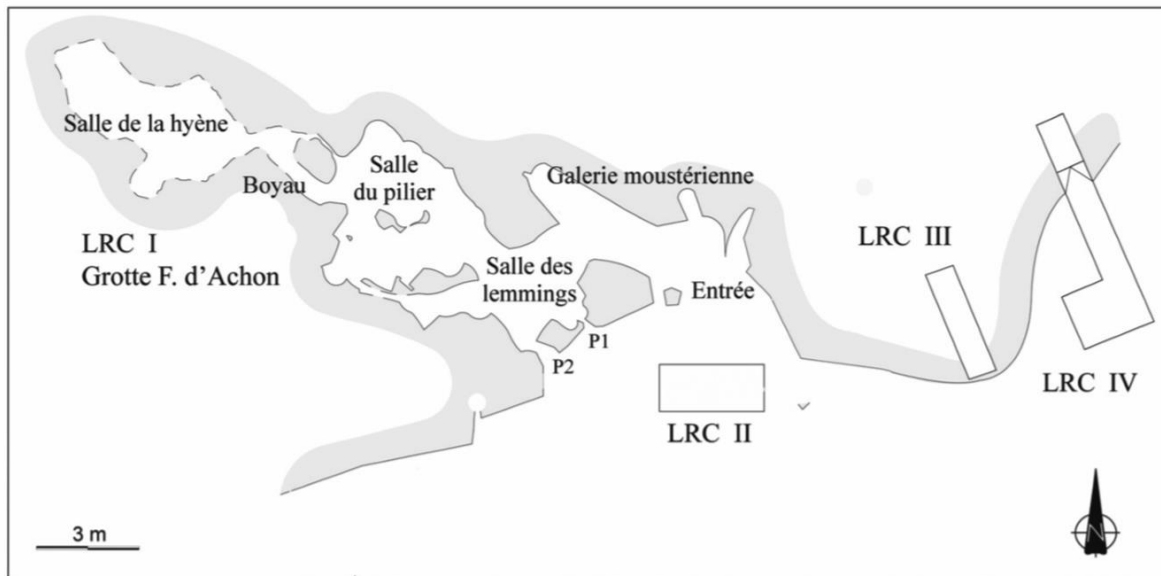 Salle de la hyène
Boyau
Salle
du pilier
Galerie moustérienne
LRC I
Grotte F. d'Achon
Salle des
lemmings
Entrée
P1
P2
LRC II
LRC III
LRC IV
3 m
N